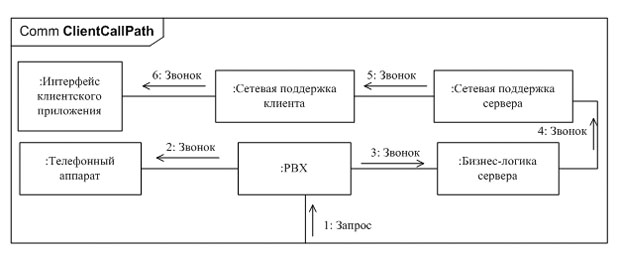 Comm ClientCallPath
:Интерфейс
клиентского
приложения
6: Звонок
:Сетевая поддержка
клиента
5: Звонок
:Сетевая поддержка
сервера
4: Звонок
:Телефонный
аппарат
2: Звонок
:PBX
3: Звонок
:Бизнес-логика
сервера
1: Запрос